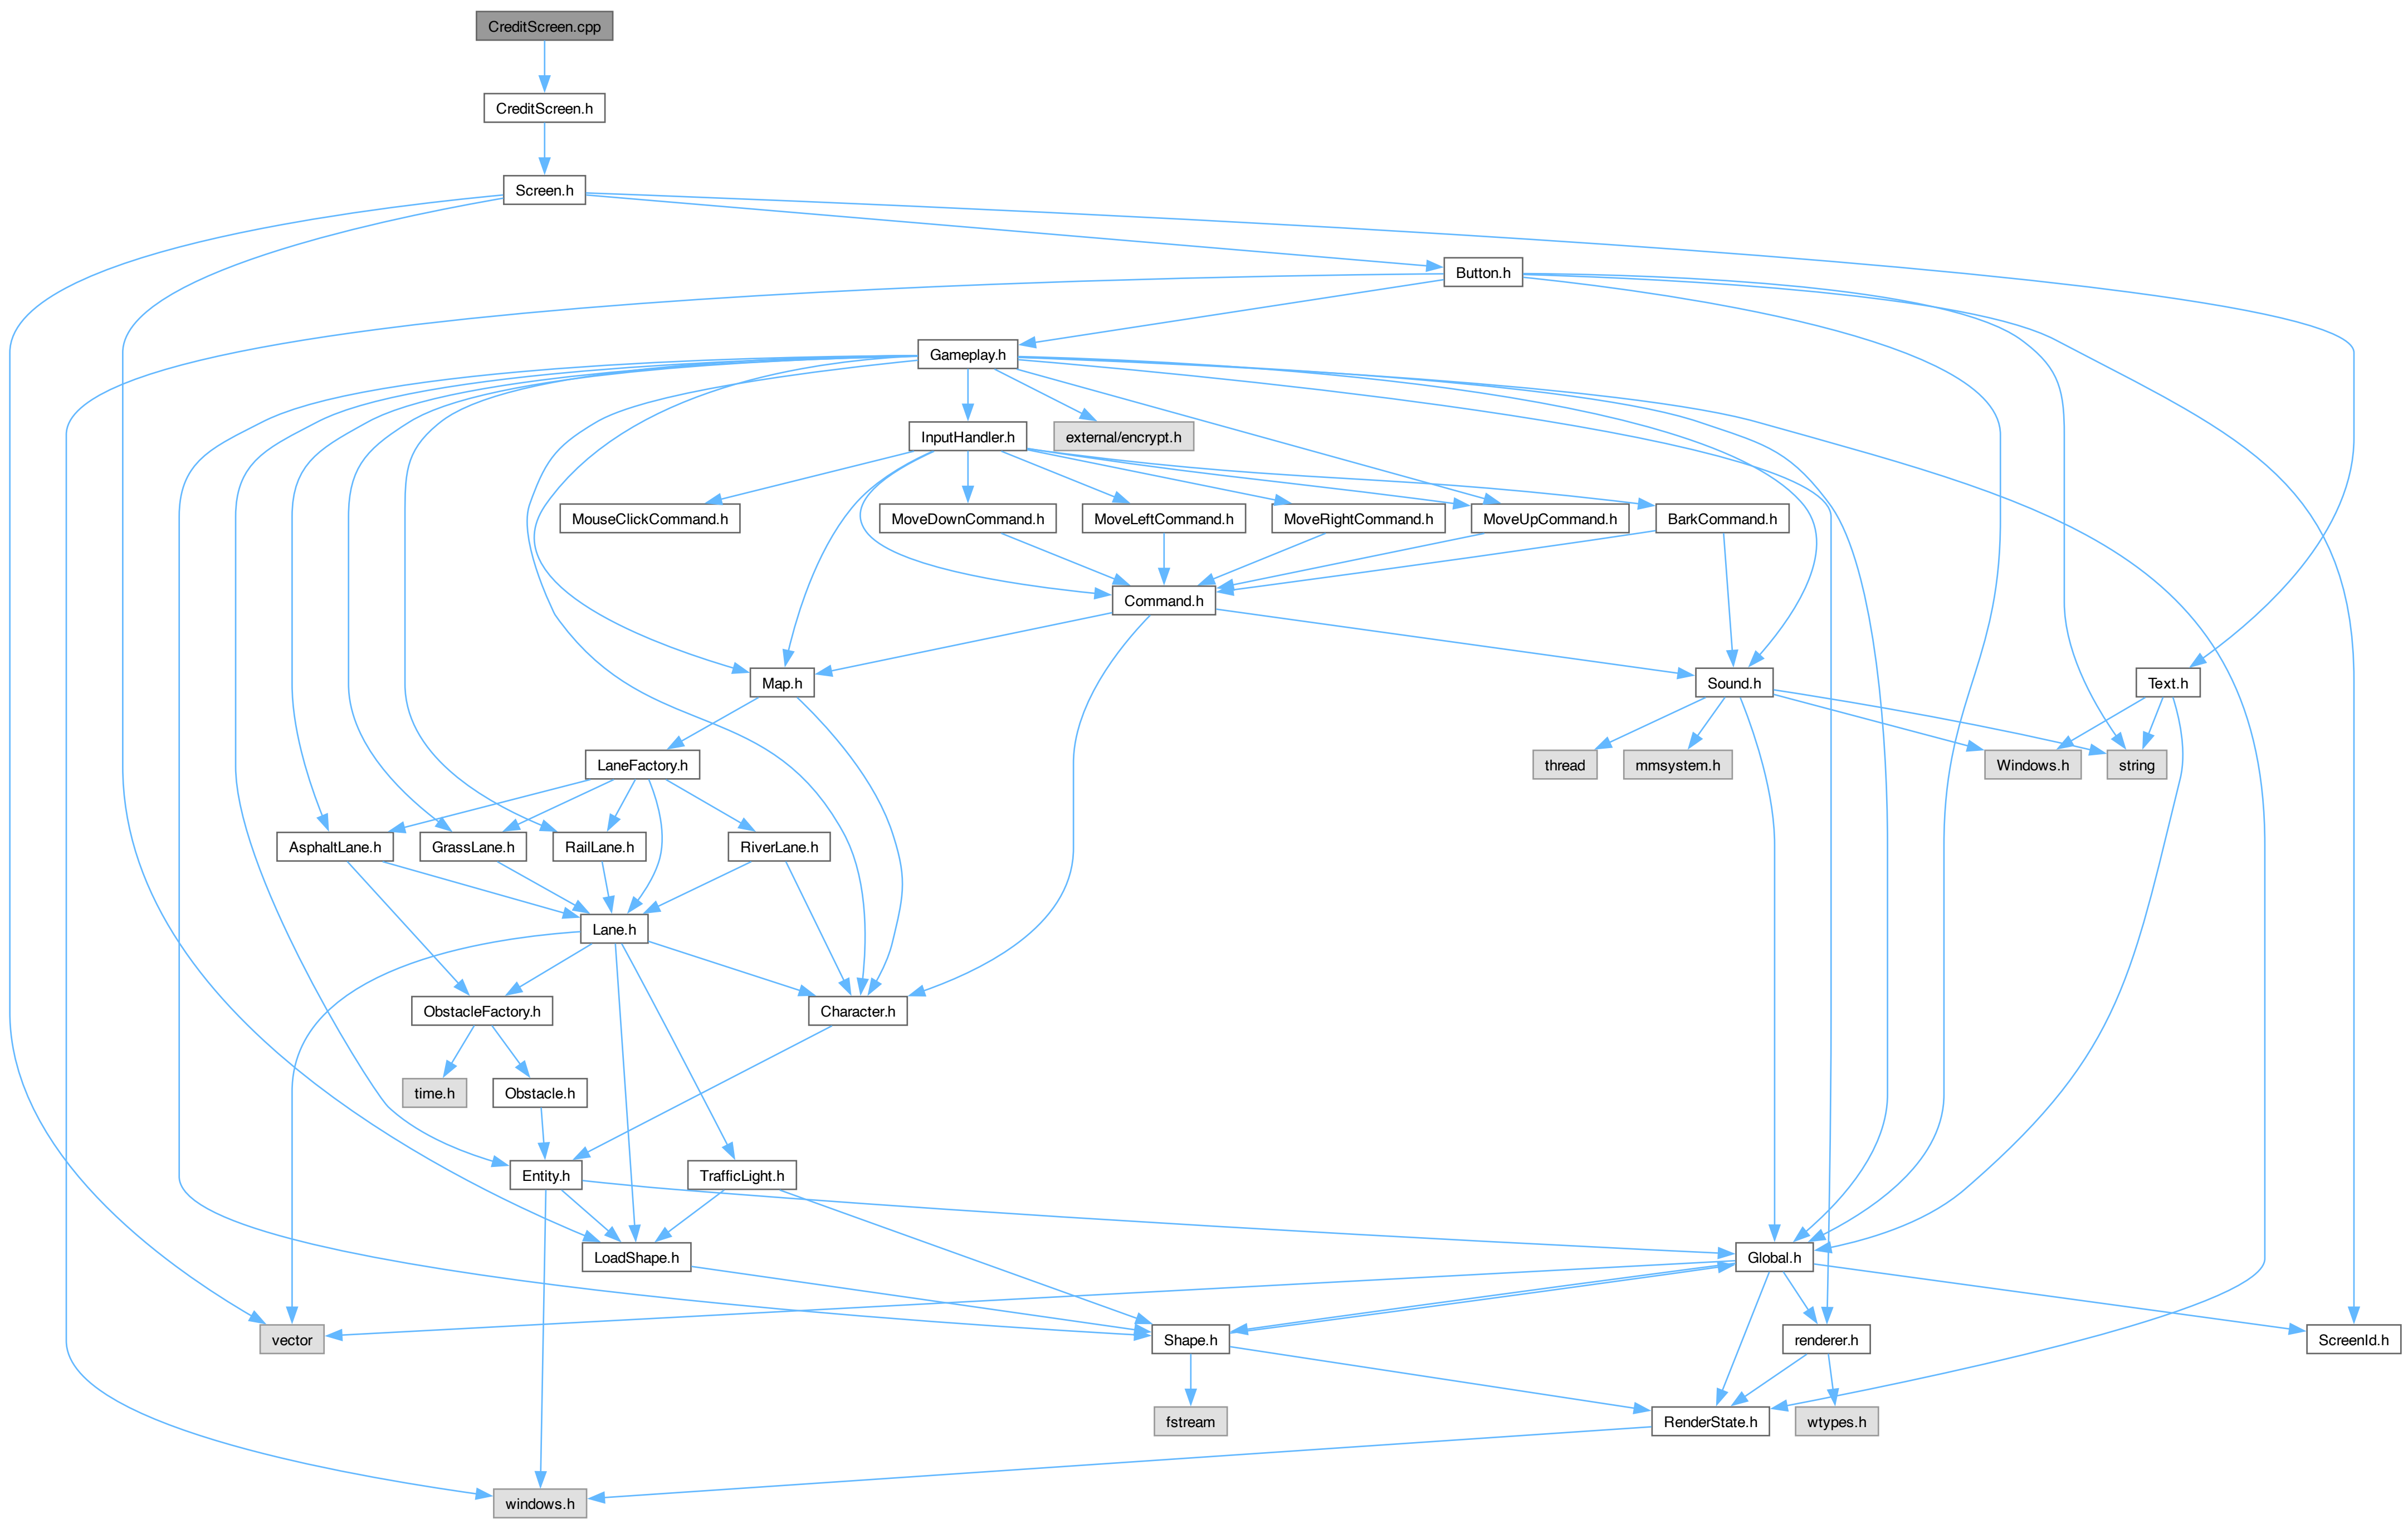 CreditScreen.cpp
CreditScreen.h
Screen.h
Button.h
Gameplay.h
InputHandler.h
external/encrypt.h
MouseClickCommand.h
MoveDownCommand.h
MoveLeftCommand.h
MoveRightCommand.h
MoveUpCommand.h
BarkCommand.h
Command.h
Map.h
Sound.h
Text.h
LaneFactory.h
thread
mmsystem.h
Windows.h
string
AsphaltLane.h
GrassLane.h
RailLane.h
RiverLane.h
Lane.h
ObstacleFactory.h
Character.h
time.h
Obstacle.h
Entity.h
TrafficLight.h
LoadShape.h
Global.h
vector
Shape.h
renderer.h
ScreenId.h
fstream
RenderState.h
wtypes.h
windows.h